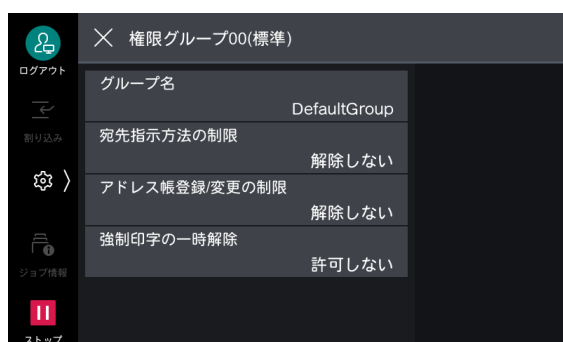 権限グループ00(標準)
ログアウト
グループ名
DefaultGroup
割り込み
宛先指示方法の制限
解除しない
アドレス帳登録/変更の制限
解除しない
強制印字の一時解除
許可しない
ジョブ情報
ストップ